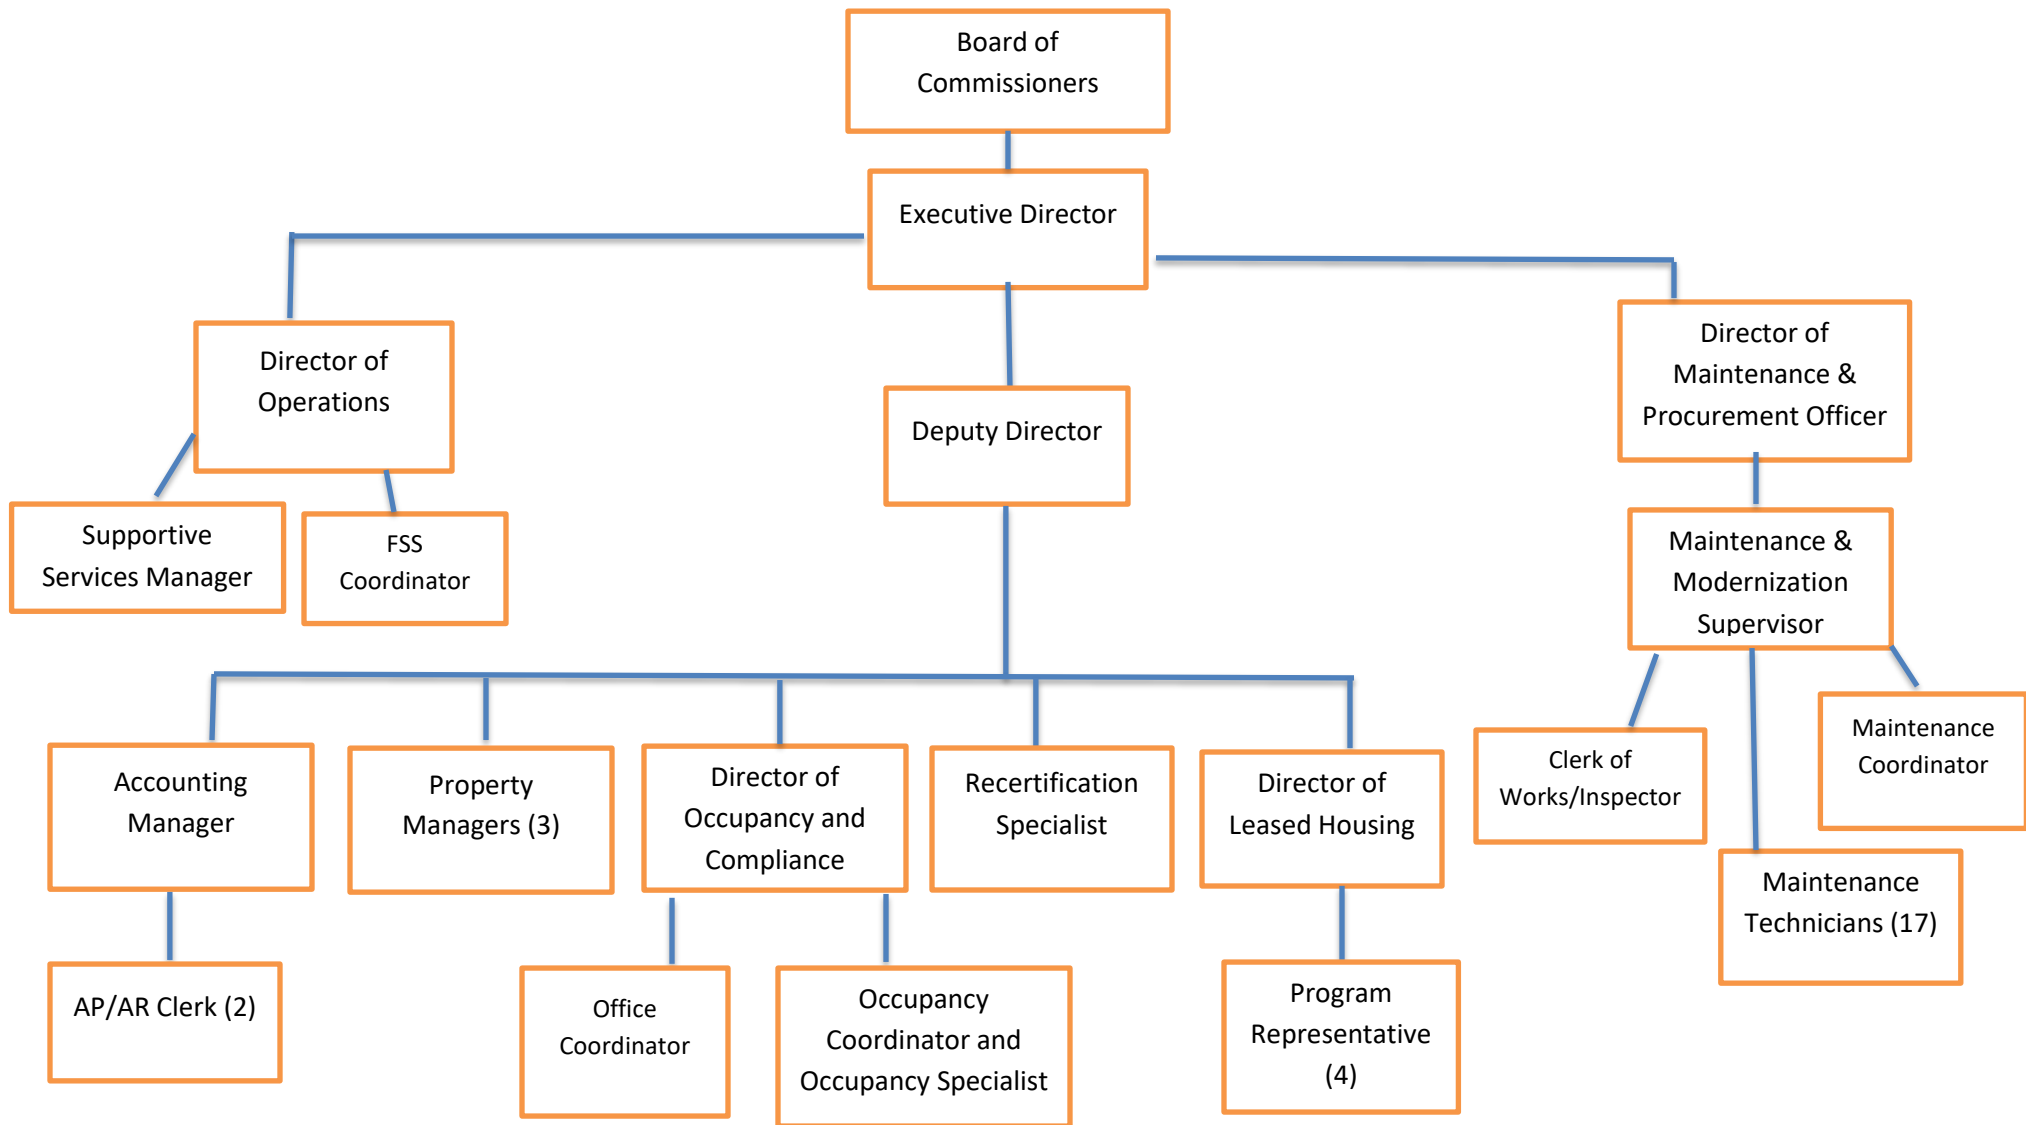 Board of
Commissioners
Executive Director
Director of
Operations
Deputy Director
Director of
Maintenance &
Procurement Officer
Supportive
Services Manager
FSS
Coordinator
Maintenance &
Modernization
Supervisor
Accounting
Manager
Property
Managers (3)
Director of
Occupancy and
Compliance
Recertification
Specialist
Director of
Leased Housing
Clerk of
Works/Inspector
Maintenance
Coordinator
Maintenance
Technicians (17)
AP/AR Clerk (2)
Office
Coordinator
Occupancy
Coordinator and
Occupancy Specialist
Program
Representative
(4)